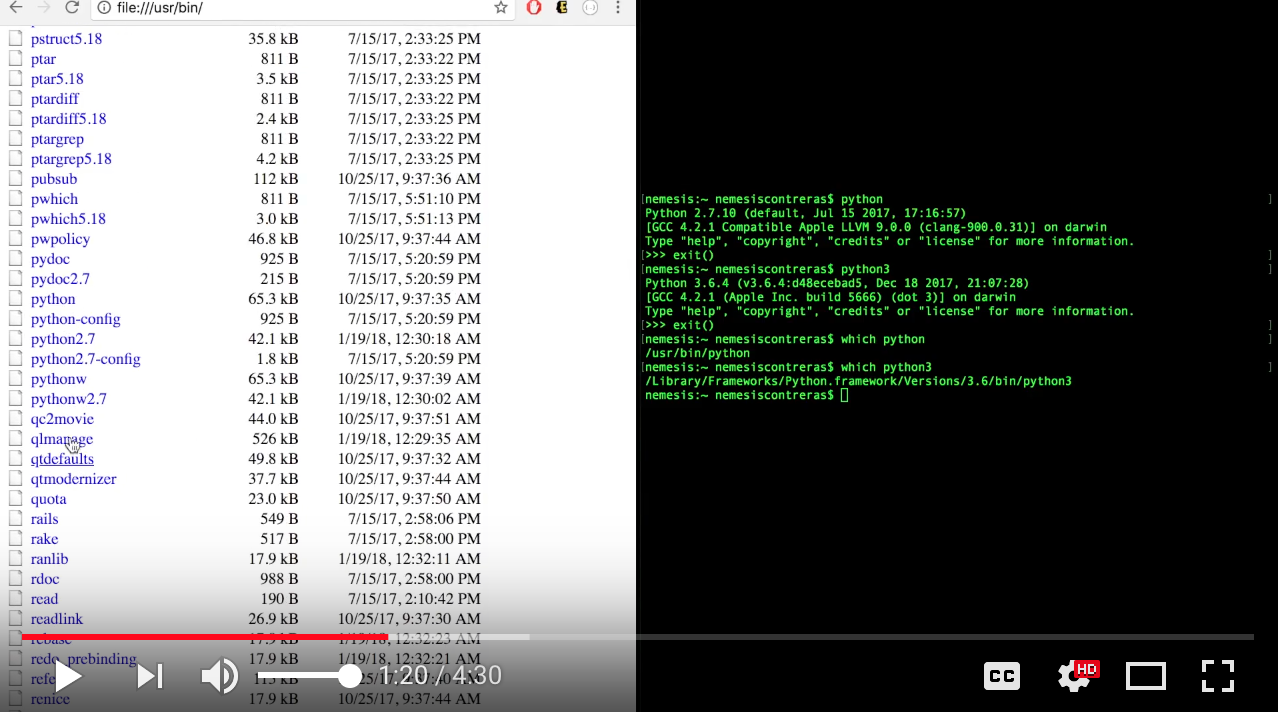 file:///usr/bin/
pstruct5.18 35.8 kB 7/15/17, 2:33:25 PM
ptar 811 B 7/15/17, 2:33:22 PM
ptar5.18 3.5 kB 7/15/17, 2:33:25 PM
ptardiff 811 B 7/15/17, 2:33:22 PM
ptardiff5.18 2.4 kB 7/15/17, 2:33:25 PM
ptargrep 811 B 7/15/17, 2:33:22 PM
ptargrep5.18 4.2 kB 7/15/17, 2:33:25 PM
pubsub 112 kB 10/25/17, 9:37:36 AM
pwhich 811 B 7/15/17, 5:51:10 PM
pwhich5.18 3.0 kB 7/15/17, 5:51:13 PM
pwpolicy 46.8 kB 10/25/17, 9:37:44 AM
pydoc 925 B 7/15/17, 5:20:59 PM
pydoc2.7 215 B 7/15/17, 5:20:59 PM
python 65.3 kB 10/25/17, 9:37:35 AM
python-config 925 B 7/15/17, 5:20:59 PM
python2.7 42.1 kB 1/19/18, 12:30:18 AM
python2.7-config 1.8 kB 7/15/17, 5:20:59 PM
pythonw 65.3 kB 10/25/17, 9:37:39 AM
pythonw2.7 42.1 kB 1/19/18, 12:30:02 AM
qc2movie 44.0 kB 10/25/17, 9:37:51 AM
qlmanage 526 kB 1/19/18, 12:29:35 AM
qtdefaults 49.8 kB 10/25/17, 9:37:32 AM
qtmodernizer 37.7 kB 10/25/17, 9:37:44 AM
quota 23.0 kB 10/25/17, 9:37:50 AM
rails 549 B 7/15/17, 2:58:06 PM
rake 517 B 7/15/17, 2:58:00 PM
ranlib 17.9 kB 1/19/18, 12:32:11 AM
rdoc 988 B 7/15/17, 2:58:00 PM
read 190 B 7/15/17, 2:10:42 PM
readlink 26.9 kB 10/25/17, 9:37:30 AM
rebase 17.9 kB 1/19/18, 12:32:23 AM
redo_prebinding 17.9 kB 1/19/18, 12:32:21 AM
AM
renice 17.9 kB 10/25/17, 9:37:44 AM
[nemesis:~ nemesiscontreras$ python ]
Python 2.7.10 (default, Jul 15 2017, 17:16:57)
[GCC 4.2.1 Compatible Apple LLVM 9.0.0 (clang-900.0.31)] on darwin
Type "help", "copyright", "credits" or "license" for more information.
[>>> exit() ]
[nemesis:~ nemesiscontreras$ python3 ]
Python 3.6.4 (v3.6.4:d48ecebad5, Dec 18 2017, 21:07:28)
[GCC 4.2.1 (Apple Inc. build 5666) (dot 3)] on darwin
Type "help", "copyright", "credits" or "license" for more information.
[>>> exit() ]
[nemesis:~ nemesiscontreras$ which python ]
/usr/bin/python
[nemesis:~ nemesiscontreras$ which python3 ]
/Library/Frameworks/Python.framework/Versions/3.6/bin/python3
nemesis:~ nemesiscontreras$
1:20 / 4:30
CC
HD